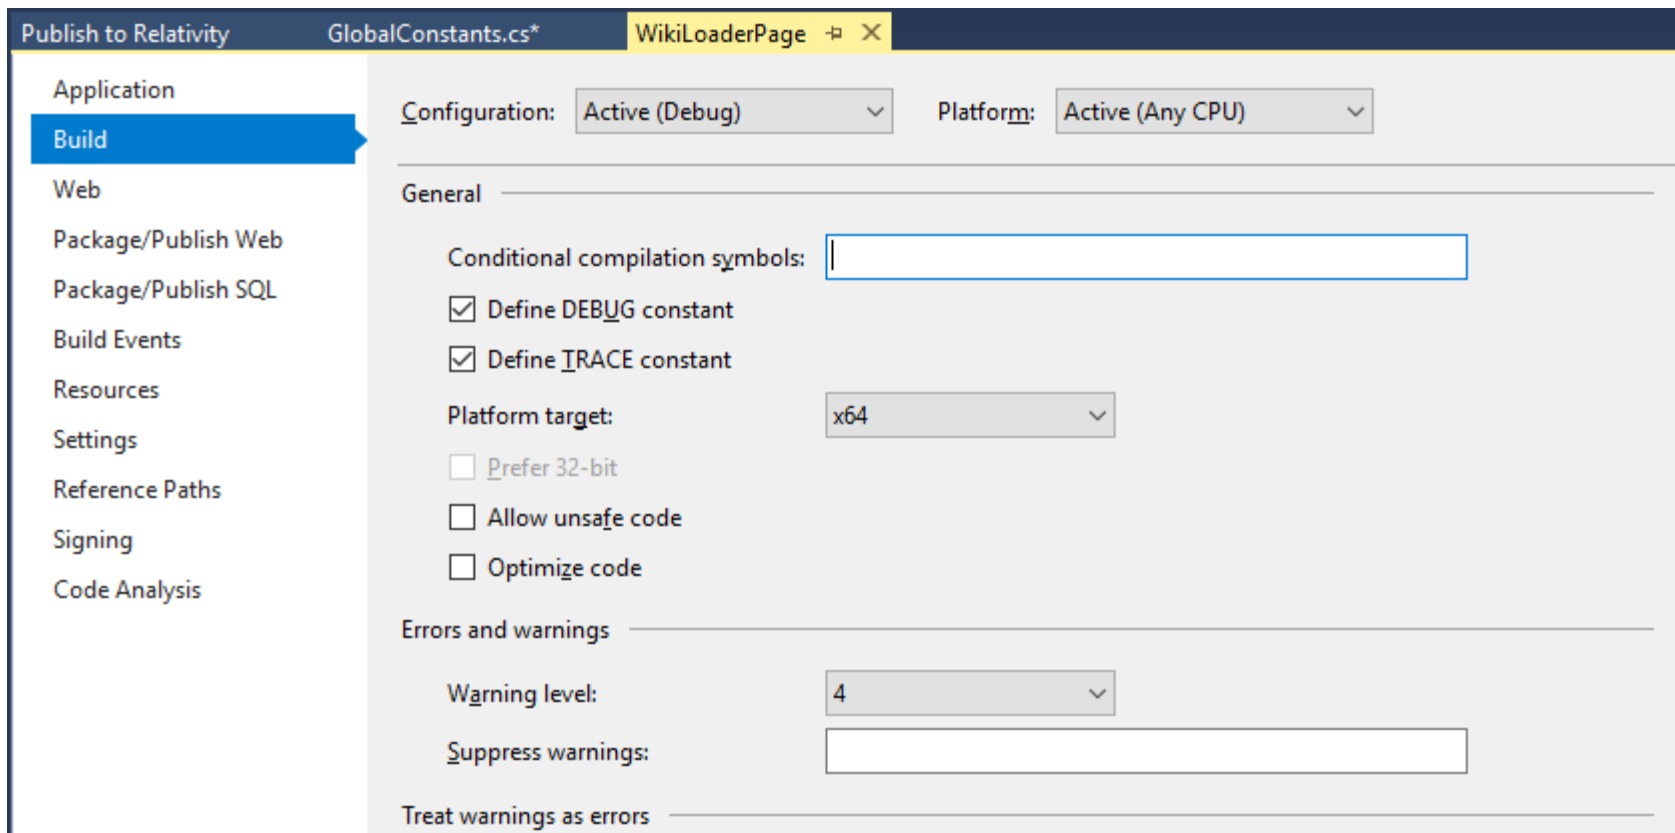 Publish to Relativity GlobalConstants.cs* WikiLoaderPage
Application
Build
Web
Package/Publish Web
Package/Publish SQL
Build Events
Resources
Settings
Reference Paths
Signing
Code Analysis
Configuration: Active (Debug) Platform: Active (Any CPU)
General
Conditional compilation symbols:
Define DEBUG constant
Define TRACE constant
Platform target: x64
Prefer 32-bit
Allow unsafe code
Optimize code
Errors and warnings
Warning level: 4
Suppress warnings:
Treat warnings as errors